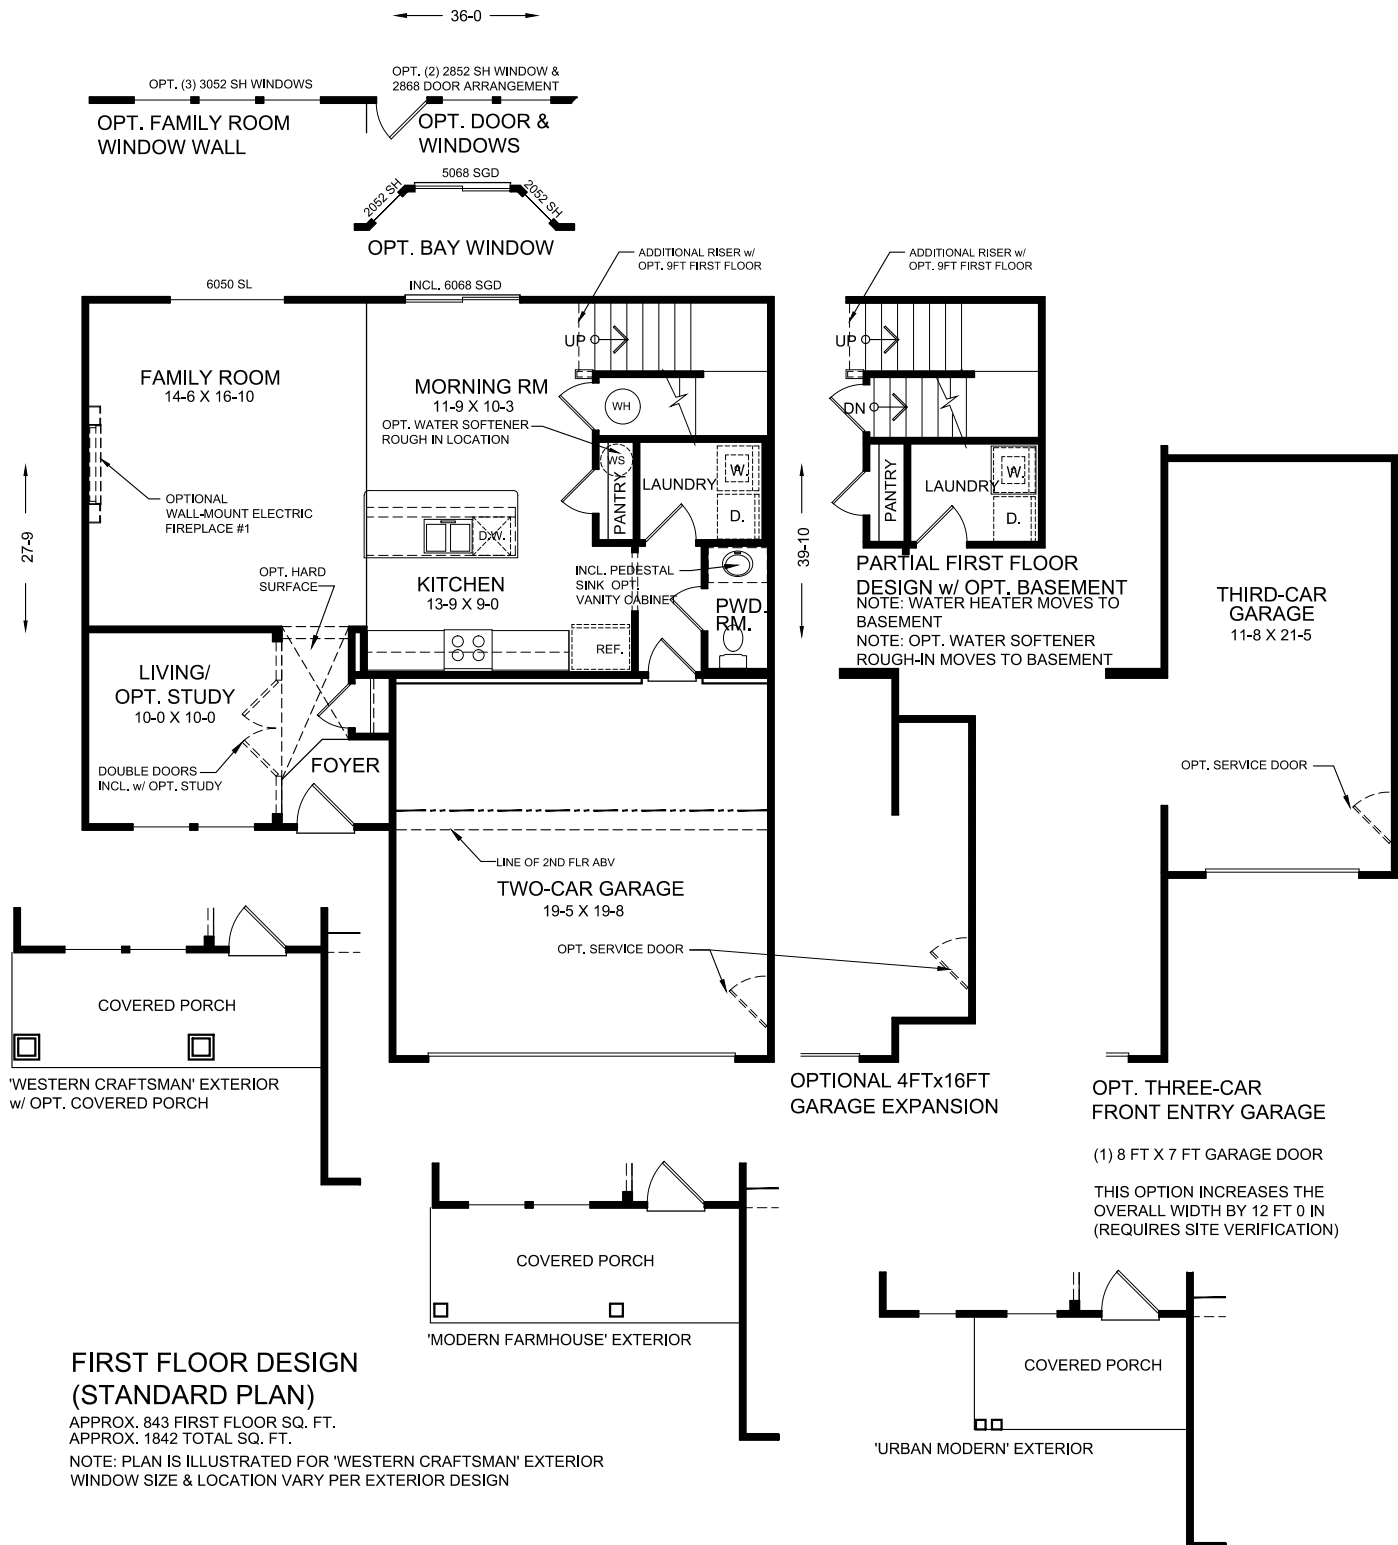 36-0
OPT. (3) 3052 SH WINDOWS
OPT. (2) 2852 SH WINDOW &
2868 DOOR ARRANGEMENT
OPT. FAMILY ROOM
WINDOW WALL
OPT. DOOR &
WINDOWS
5068 SGD
2052 SH
2052 SH
OPT. BAY WINDOW
ADDITIONAL RISER w/
OPT. 9FT FIRST FLOOR
ADDITIONAL RISER w/
OPT. 9FT FIRST FLOOR
6050 SL
INCL. 6068 SGD
UP
UP
FAMILY ROOM
14-6 X 16-10
MORNING RM
11-9 X 10-3
WH
DN
OPT. WATER SOFTENER
ROUGH IN LOCATION
WS
PANTRY
LAUNDRY
W.
D.
PANTRY
LAUNDRY
W.
D.
27-9
39-10
OPTIONAL
WALL-MOUNT ELECTRIC
FIREPLACE #1
D.W.
OPT. HARD
SURFACE
KITCHEN
13-9 X 9-0
INCL. PEDESTAL
SINK OPT.
VANITY CABINET
PWD.
RM.
REF.
PARTIAL FIRST FLOOR
DESIGN w/ OPT. BASEMENT
NOTE: WATER HEATER MOVES TO
BASEMENT
NOTE: OPT. WATER SOFTENER
ROUGH-IN MOVES TO BASEMENT
THIRD-CAR
GARAGE
11-8 X 21-5
LIVING/
OPT. STUDY
10-0 X 10-0
DOUBLE DOORS
INCL. w/ OPT. STUDY
FOYER
OPT. SERVICE DOOR
LINE OF 2ND FLR ABV
TWO-CAR GARAGE
19-5 X 19-8
OPT. SERVICE DOOR
COVERED PORCH
'WESTERN CRAFTSMAN' EXTERIOR
w/ OPT. COVERED PORCH
OPTIONAL 4FTx16FT
GARAGE EXPANSION
OPT. THREE-CAR
FRONT ENTRY GARAGE
(1) 8 FT X 7 FT GARAGE DOOR
THIS OPTION INCREASES THE
OVERALL WIDTH BY 12 FT 0 IN
(REQUIRES SITE VERIFICATION)
COVERED PORCH
'MODERN FARMHOUSE' EXTERIOR
COVERED PORCH
'URBAN MODERN' EXTERIOR
FIRST FLOOR DESIGN
(STANDARD PLAN)
APPROX. 843 FIRST FLOOR SQ. FT.
APPROX. 1842 TOTAL SQ. FT.
NOTE: PLAN IS ILLUSTRATED FOR 'WESTERN CRAFTSMAN' EXTERIOR
WINDOW SIZE & LOCATION VARY PER EXTERIOR DESIGN